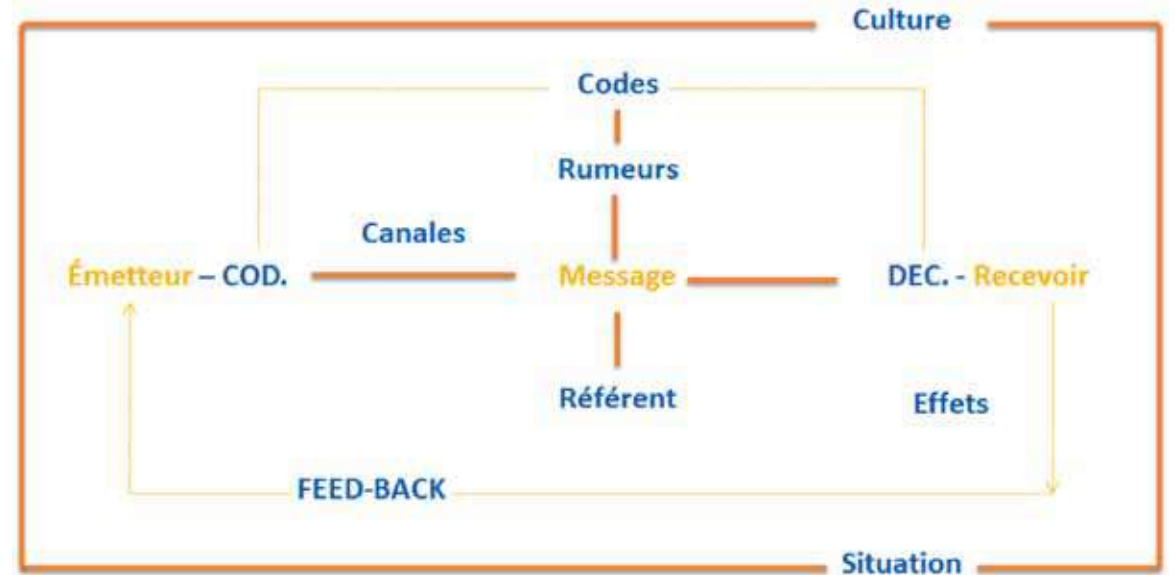 Culture
Codes
Rumeurs
Canales
Émetteur – COD.
Message
DEC. - Recevoir
Référent
Effets
FEED-BACK
Situation